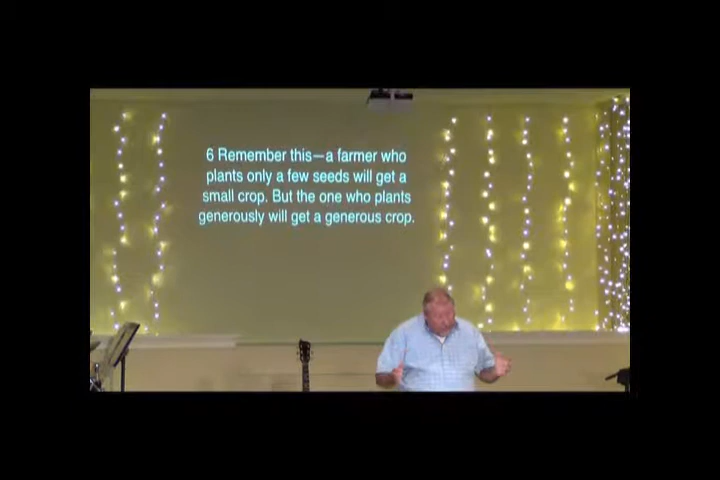 6 Remember this—a farmer who
plants only a few seeds will get a
small crop. But the one who plants
generously will get a generous crop.